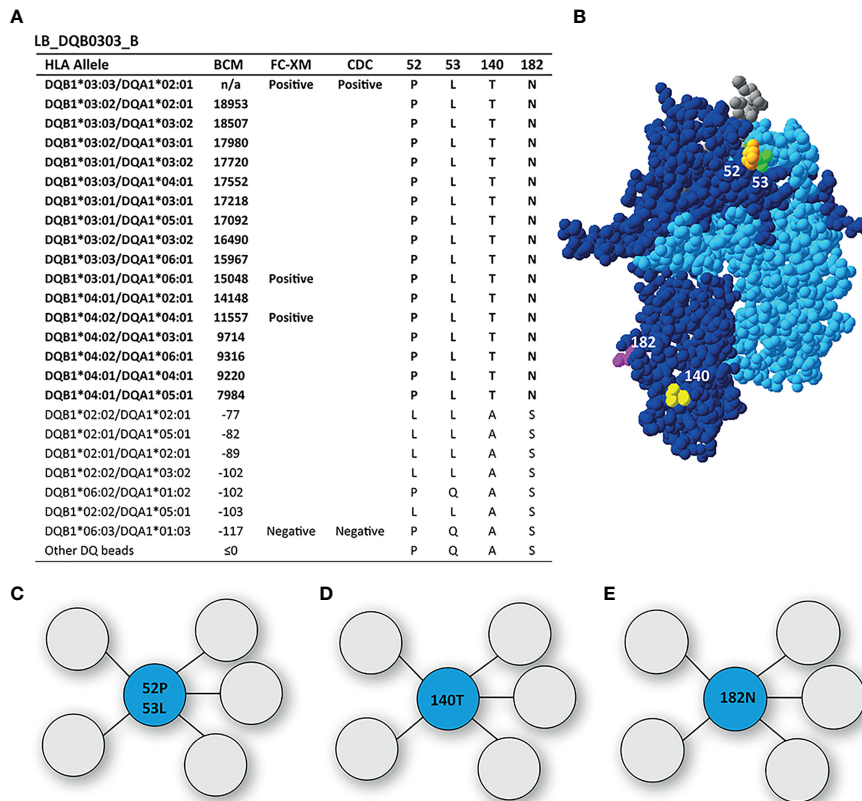 A
B
LB_DQB0303_B
HLA Allele BCM FC-XM CDC 52 53 140 182
DQB1*03:03/DQA1*02:01 n/a Positive Positive P L T N
DQB1*03:02/DQA1*02:01 18953 P L T N
DQB1*03:03/DQA1*03:02 18507 P L T N
DQB1*03:02/DQA1*03:01 17980 P L T N
DQB1*03:01/DQA1*03:02 17720 P L T N
DQB1*03:03/DQA1*04:01 17552 P L T N
DQB1*03:01/DQA1*03:01 17218 P L T N
DQB1*03:01/DQA1*05:01 17092 P L T N
DQB1*03:02/DQA1*03:02 16490 P L T N
DQB1*03:03/DQA1*06:01 15967 P L T N
DQB1*03:01/DQA1*06:01 15048 Positive P L T N
DQB1*04:01/DQA1*02:01 14148 P L T N
DQB1*04:02/DQA1*04:01 11557 Positive P L T N
DQB1*04:02/DQA1*03:01 9714 P L T N
DQB1*04:02/DQA1*06:01 9316 P L T N
DQB1*04:01/DQA1*04:01 9220 P L T N
DQB1*04:01/DQA1*05:01 7984 P L T N
DQB1*02:02/DQA1*02:01 -77 L L A S
DQB1*02:01/DQA1*05:01 -82 L L A S
DQB1*02:01/DQA1*02:01 -89 L L A S
DQB1*02:02/DQA1*03:02 -102 L L A S
DQB1*06:02/DQA1*01:02 -102 P Q A S
DQB1*02:02/DQA1*05:01 -103 L L A S
DQB1*06:03/DQA1*01:03 -117 Negative Negative P Q A S
Other DQ beads ≤0 P Q A S
52
53
182
140
C
D
E
52P
53L
140T
182N